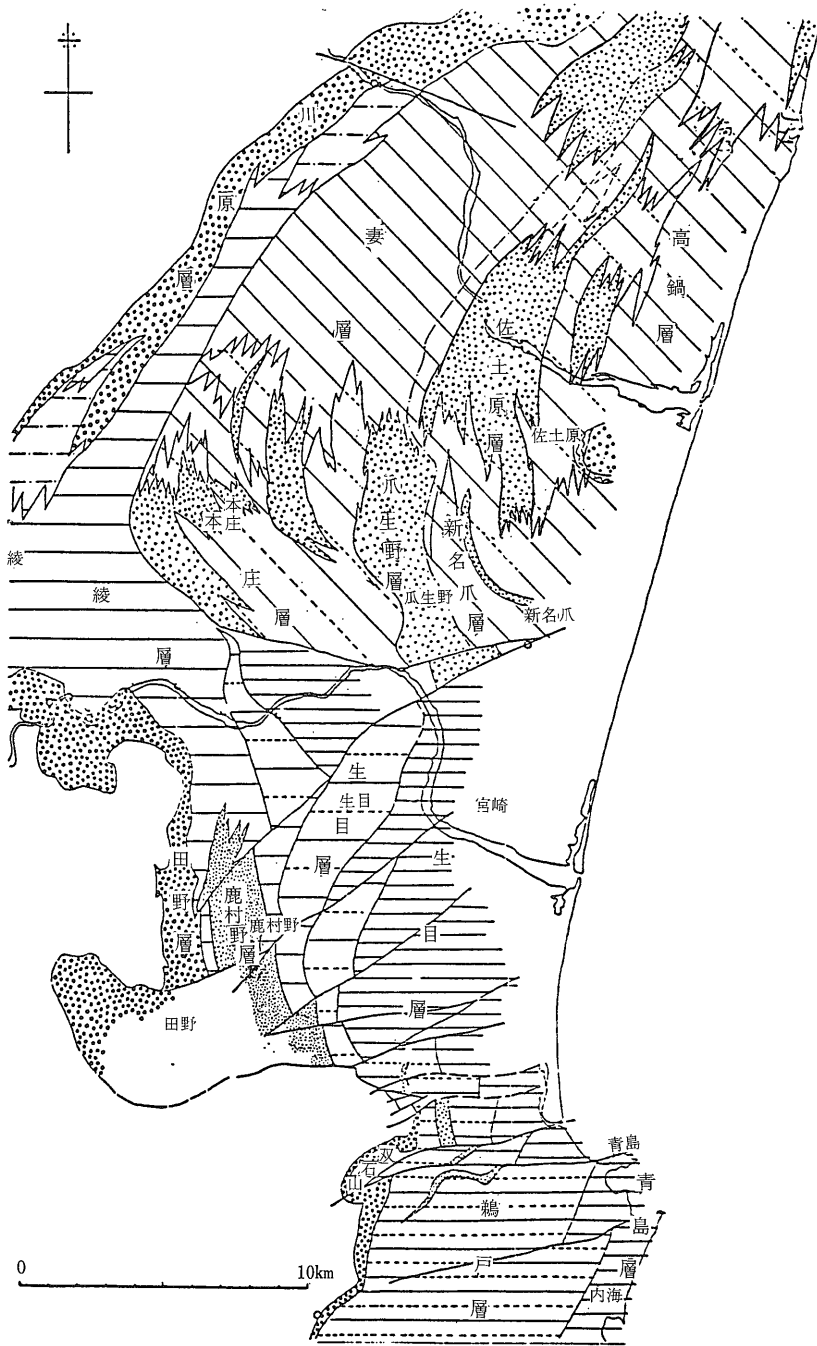 川原層
妻層
高鍋層
佐土原層
佐土原
本庄
本庄層
爪生野層
瓜生野
新名爪層
新名爪
綾
綾層
生目層
生目
宮崎
生目層
田野層
鹿村野層
鹿村野
田野
双石山
青島
青島層
鵜戸層
内海
0
10km